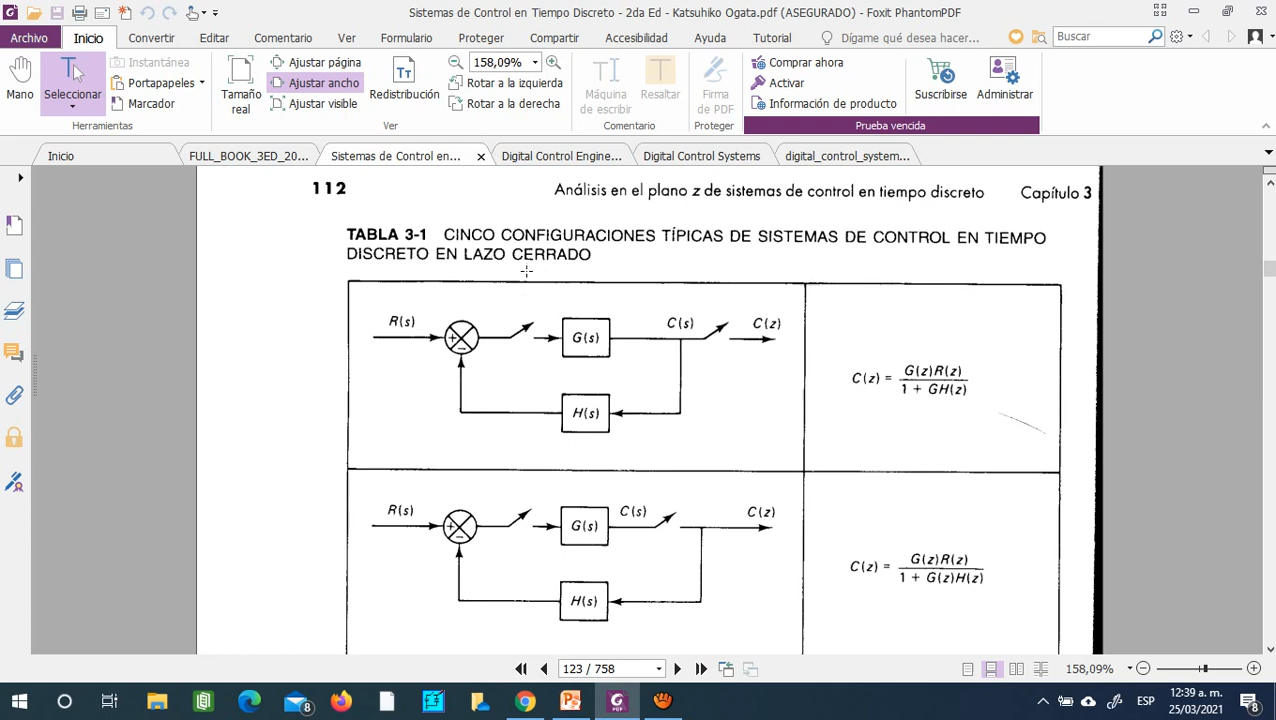 Sistemas de Control en Tiempo Discreto - 2da Ed - Katsuhiko Ogata.pdf (ASEGURADO) - Foxit PhantomPDF
Archivo Inicio Convertir Editar Comentario Ver Formulario Proteger Compartir Accesibilidad Ayuda Tutorial Dígame qué desea hacer... Buscar
Mano
Seleccionar
Instantánea
Portapapeles
Marcador
Herramientas
Tamaño real
Ajustar página
Ajustar ancho
Ajustar visible
Redistribución
158,09%
Rotar a la izquierda
Rotar a la derecha
Ver
Máquina de escribir
Resaltar
Comentario
Firma de PDF
Proteger
Comprar ahora
Activar
Información de producto
Suscribirse
Administrar
Prueba vencida
Inicio FULL_BOOK_3ED_20... Sistemas de Control en... Digital Control Engine... Digital Control Systems digital_control_system...
112 Análisis en el plano z de sistemas de control en tiempo discreto Capítulo 3
TABLA 3-1 CINCO CONFIGURACIONES TÍPICAS DE SISTEMAS DE CONTROL EN TIEMPO
DISCRETO EN LAZO CERRADO
R(s) + − G(s) C(s) C(z)
H(s)
C(z) = G(z)R(z) / 1 + GH(z)
R(s) + − G(s) C(s) C(z)
H(s)
C(z) = G(z)R(z) / 1 + G(z)H(z)
123 / 758
158,09%
8
ESP
12:39 a. m.
25/03/2021